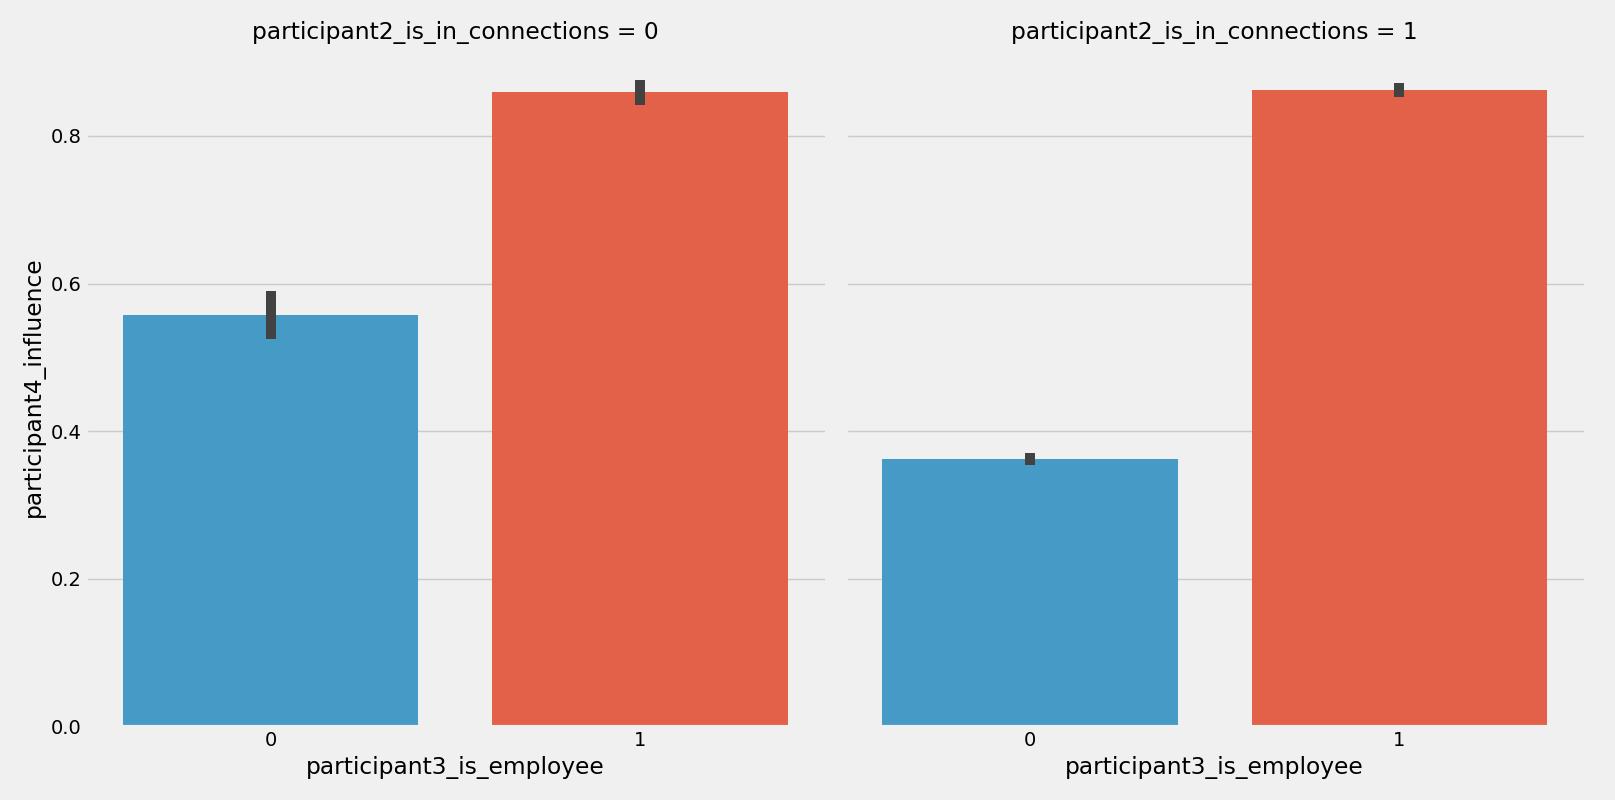 participant2_is_in_connections = 0
participant2_is_in_connections = 1
participant4_influence
0.8
0.6
0.4
0.2
0.0
0 1
0 1
participant3_is_employee
participant3_is_employee